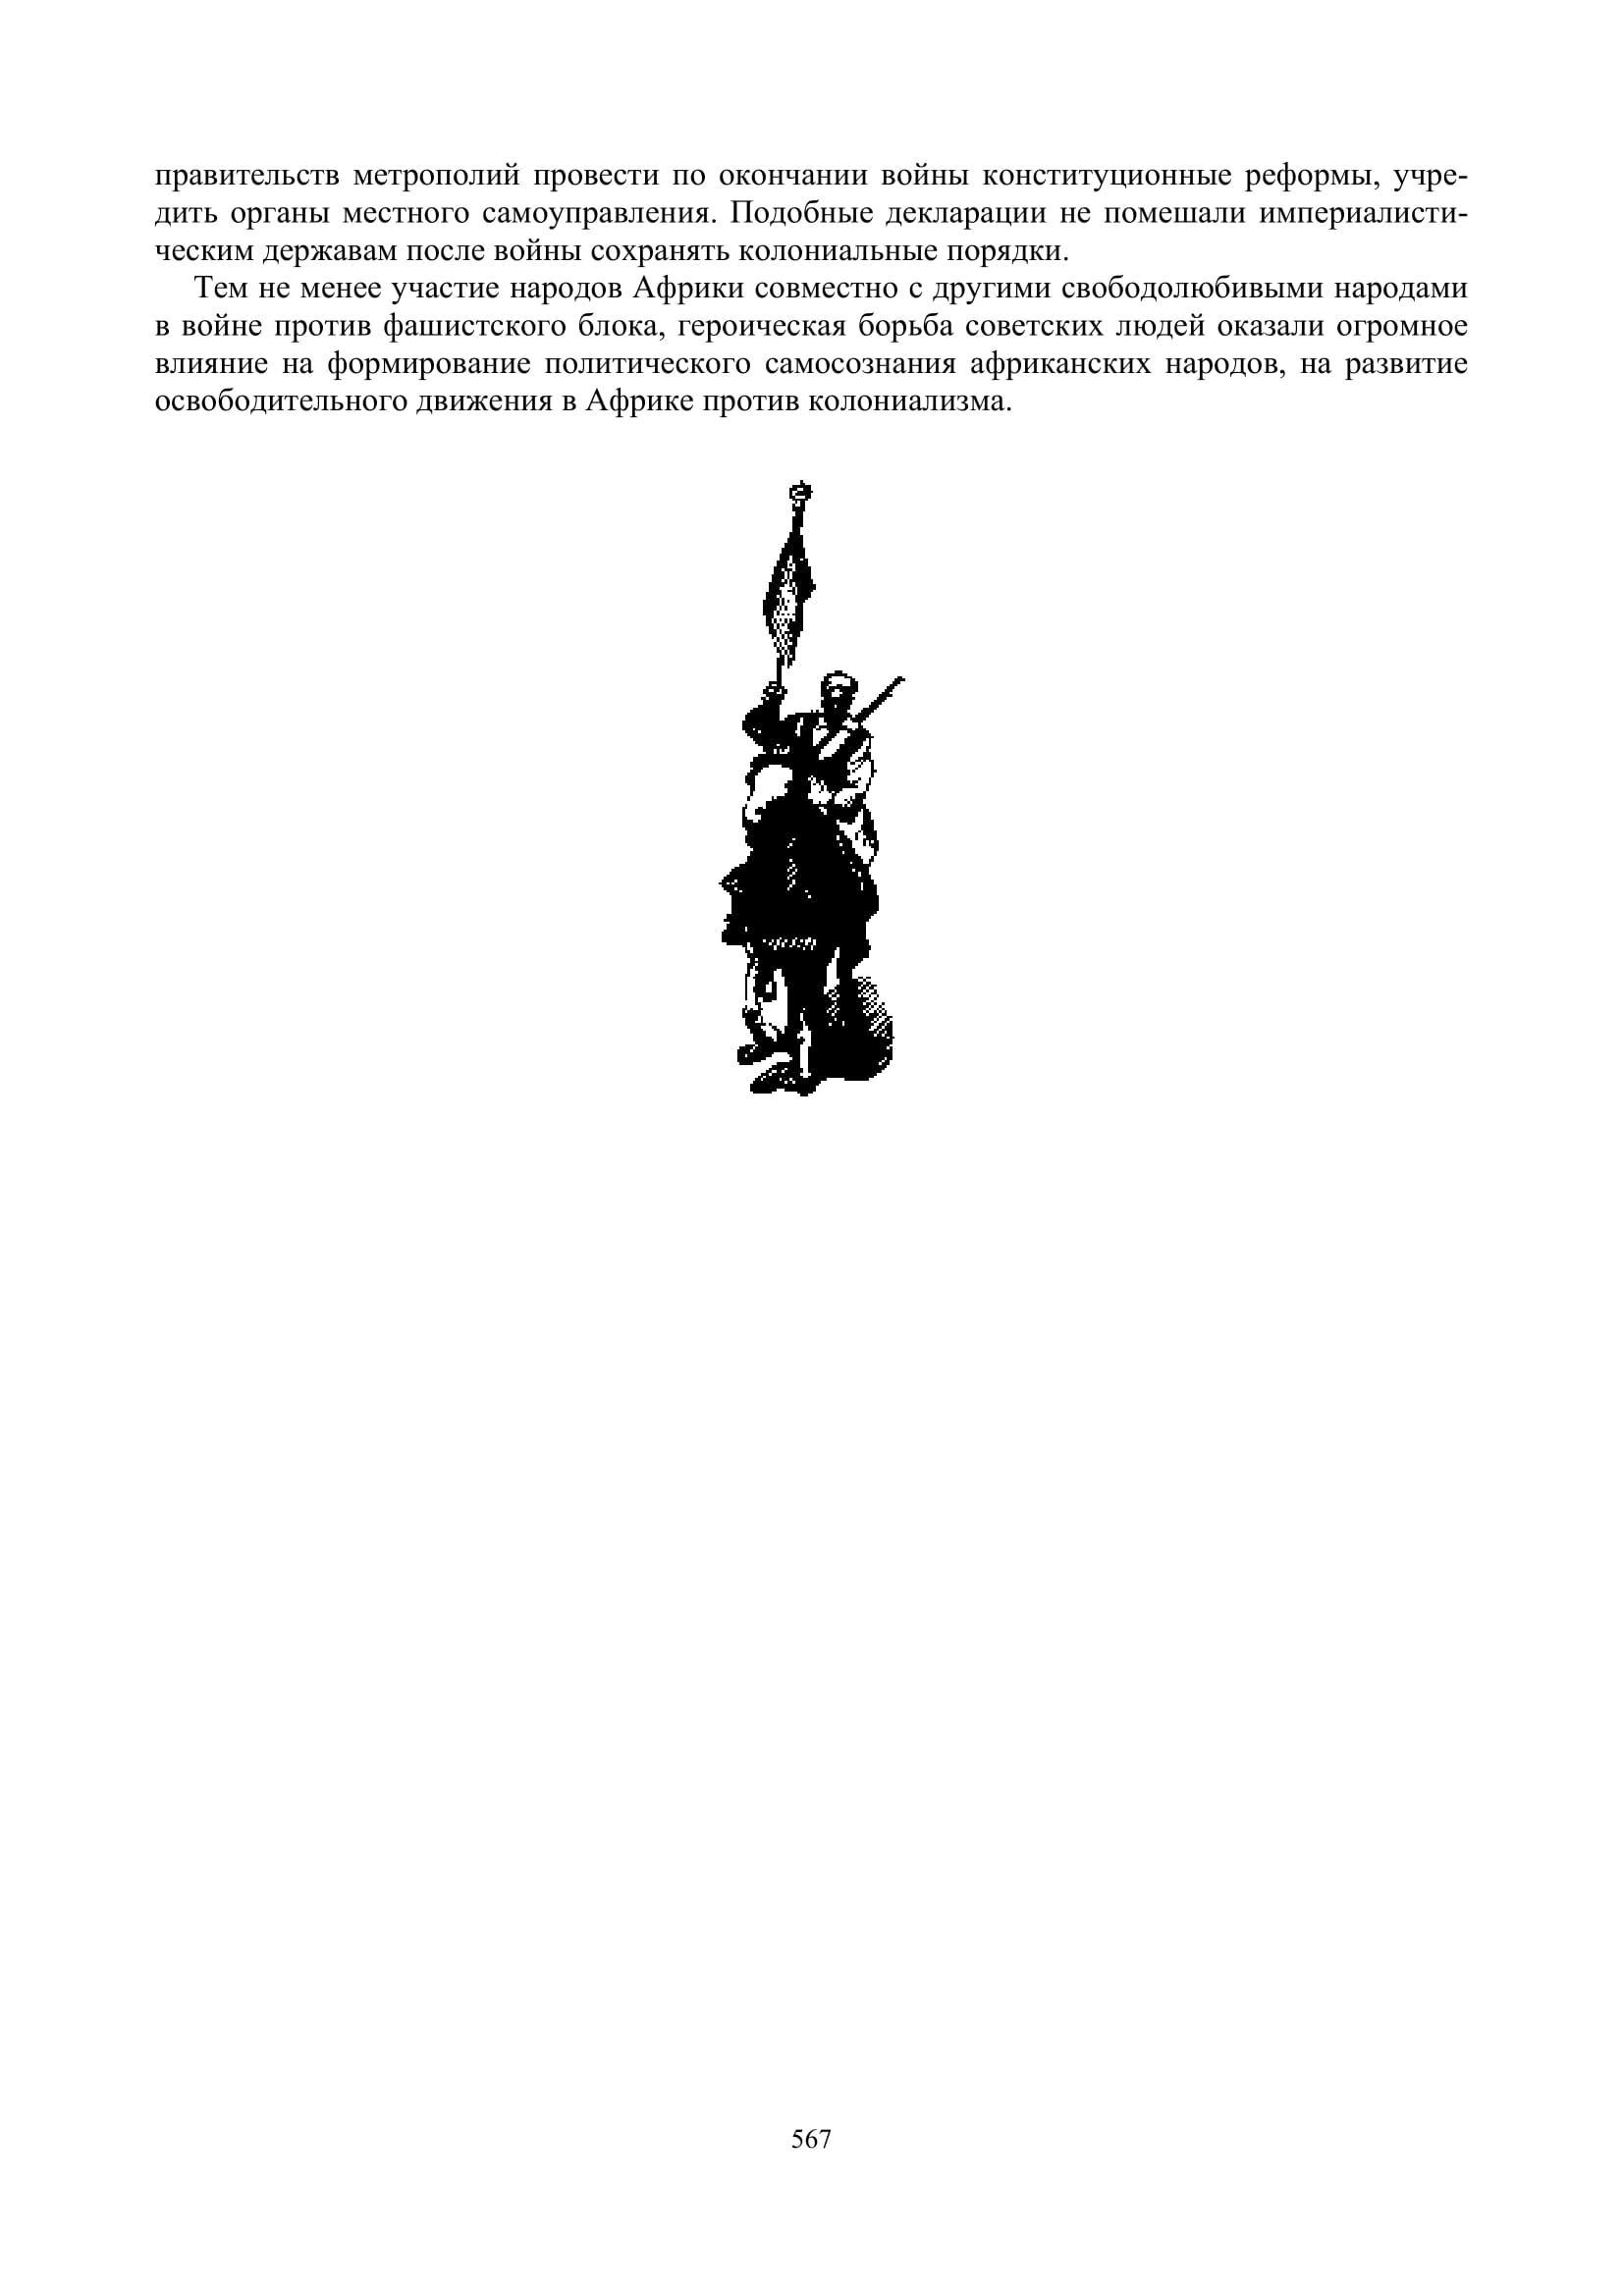 правительств метрополий провести по окончании войны конституционные реформы, учре-
дить органы местного самоуправления. Подобные декларации не помешали империалисти-
ческим державам после войны сохранять колониальные порядки.
Тем не менее участие народов Африки совместно с другими свободолюбивыми народами
в войне против фашистского блока, героическая борьба советских людей оказали огромное
влияние на формирование политического самосознания африканских народов, на развитие
освободительного движения в Африке против колониализма.
567